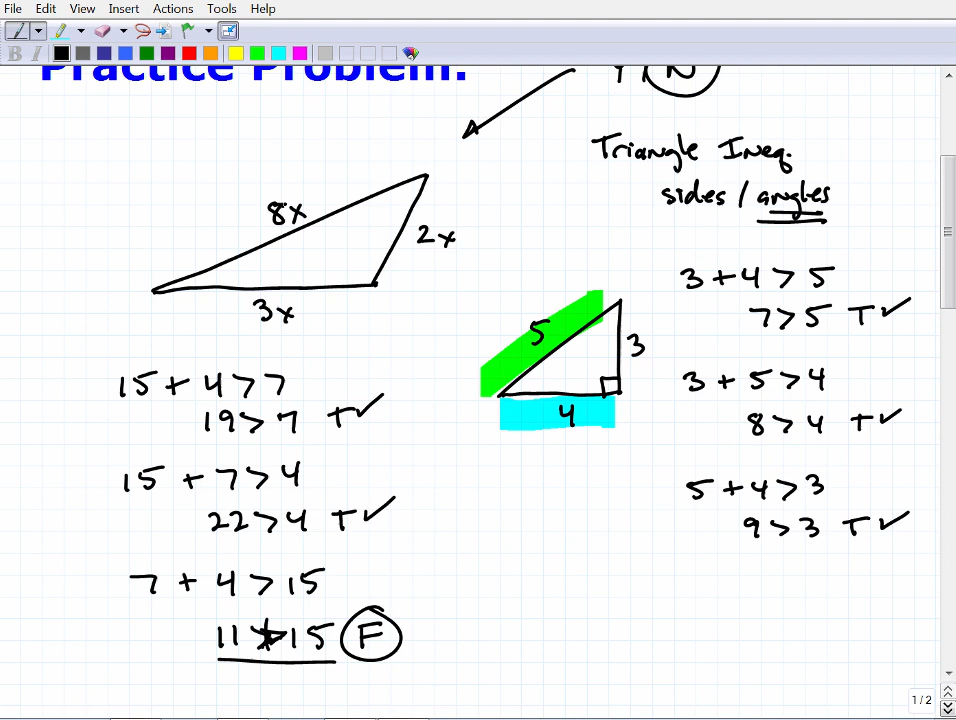 File Edit View Insert Actions Tools Help
B I
Practice Problem:
Y / N
Triangle Ineq.
sides / angles
8x
2x
3x
3 + 4 > 5
7 > 5 T ✓
5
3
4
3 + 5 > 4
8 > 4 T ✓
5 + 4 > 3
9 > 3 T ✓
15 + 4 > 7
19 > 7 T ✓
15 + 7 > 4
22 > 4 T ✓
7 + 4 > 15
11 ≯ 15 F
1 / 2